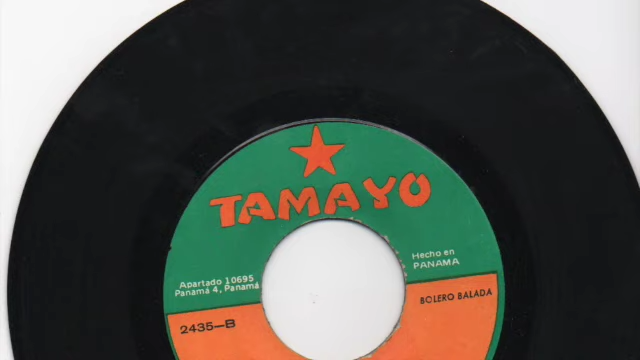 TAMAYO
Apartado 10695
Panamá 4, Panamá
Hecho en
PANAMA
2435-B
BOLERO BALADA